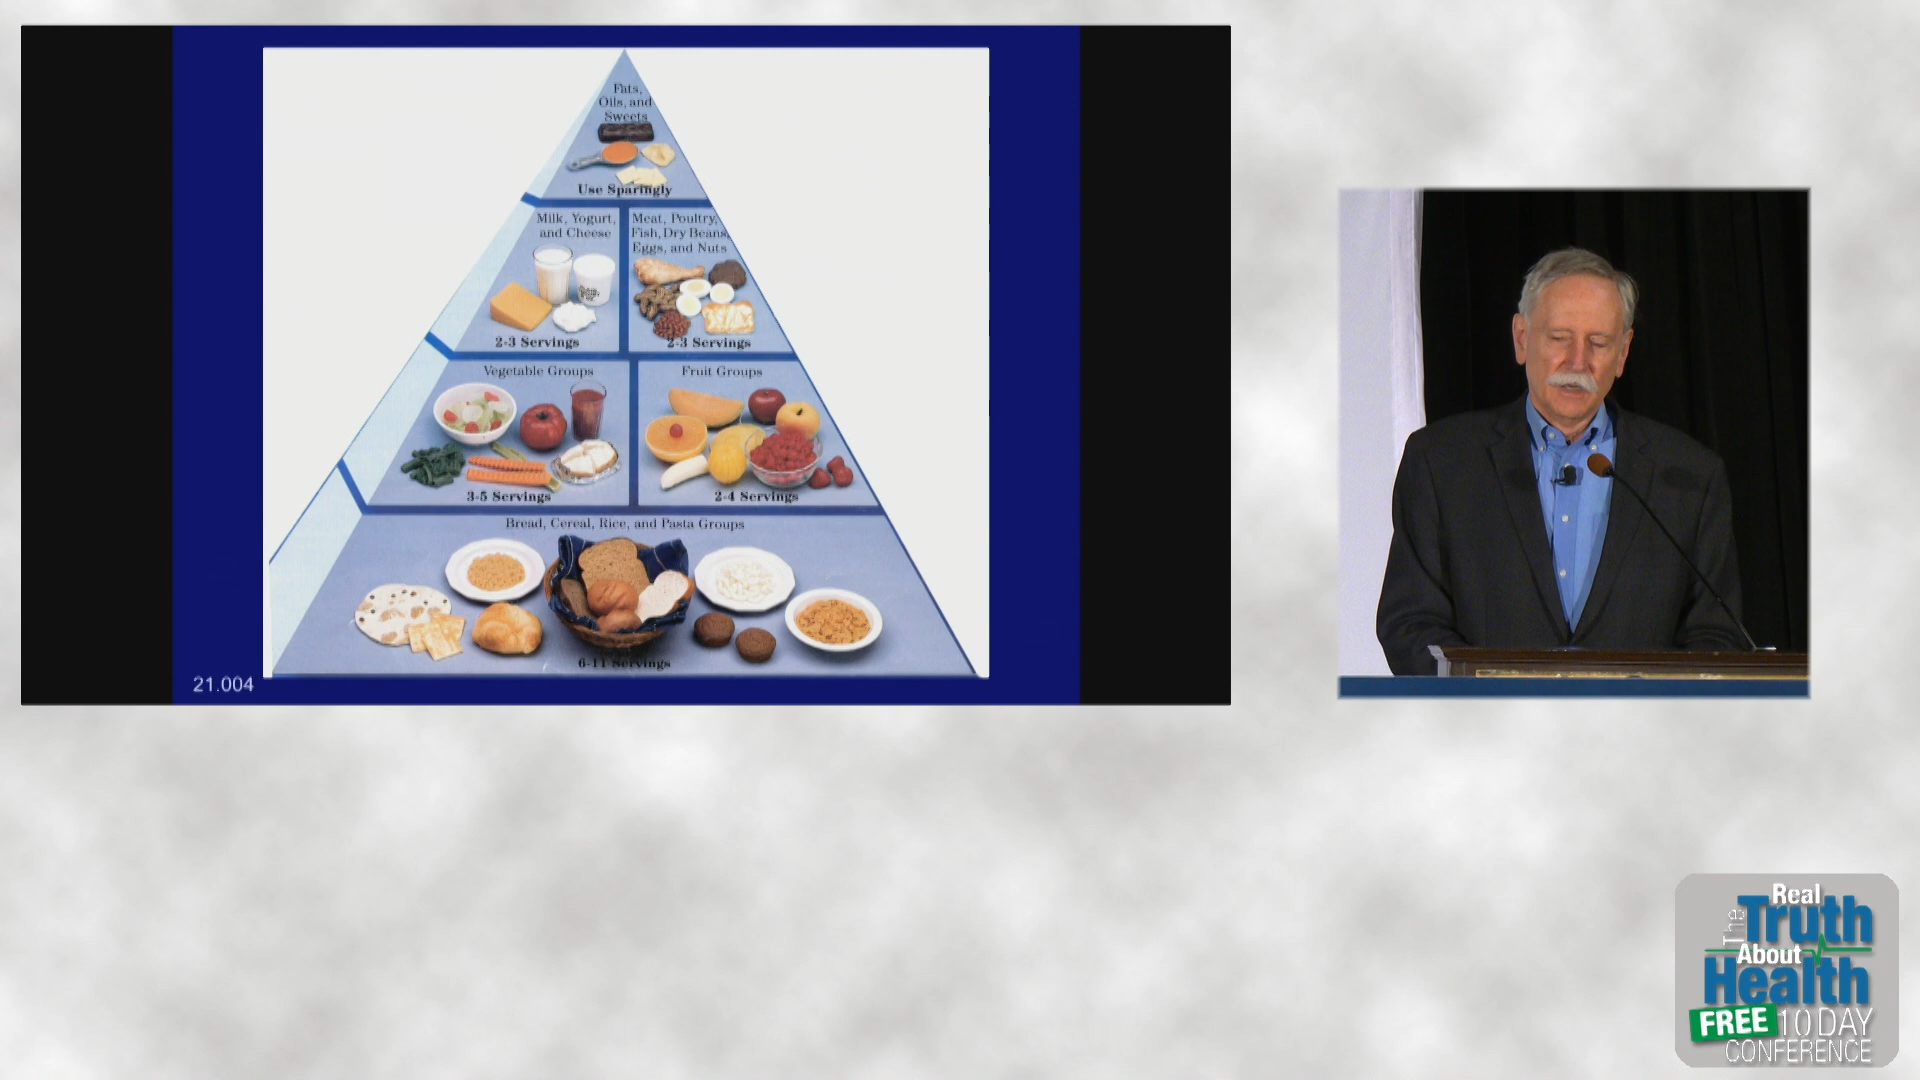 Fats,
Oils, and
Sweets
Use Sparingly
Milk, Yogurt,
and Cheese
2-3 Servings
Meat, Poultry,
Fish, Dry Beans,
Eggs, and Nuts
2-3 Servings
Vegetable Groups
3-5 Servings
Fruit Groups
2-4 Servings
Bread, Cereal, Rice, and Pasta Groups
6-11 Servings
21.004
The Real
Truth
About
Health
FREE 10 DAY
CONFERENCE